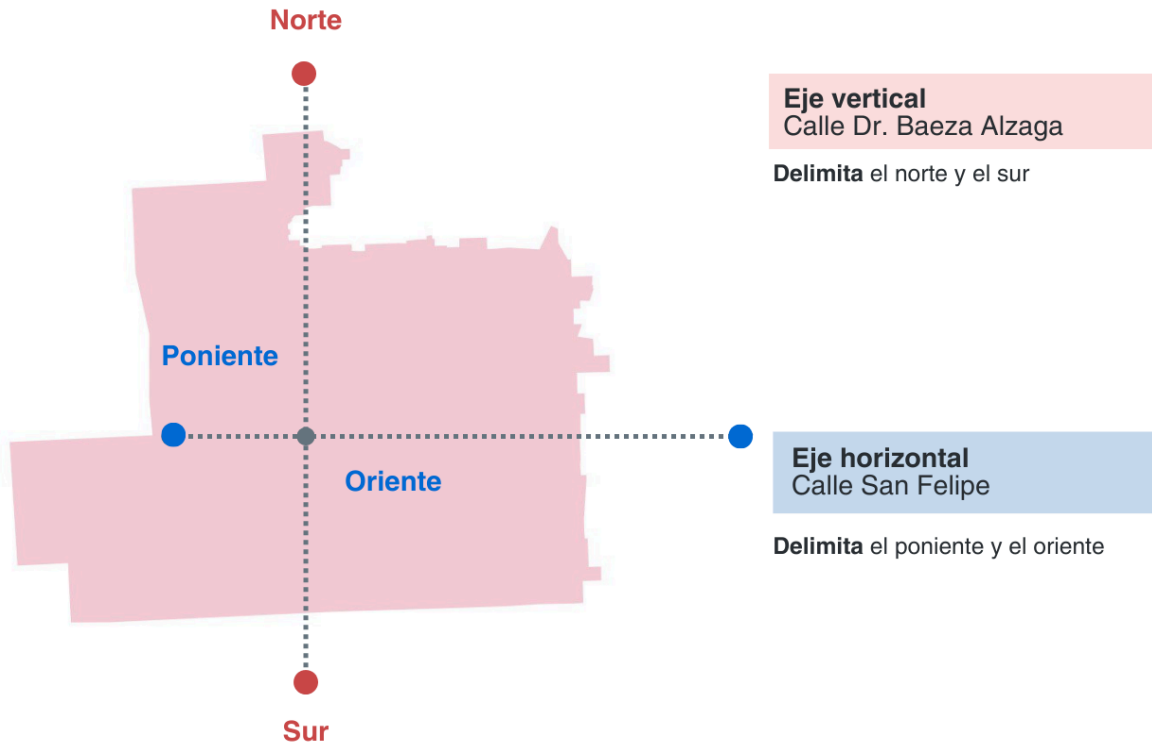 Norte
Eje vertical
Calle Dr. Baeza Alzaga
Delimita el norte y el sur
Poniente
Oriente
Eje horizontal
Calle San Felipe
Delimita el poniente y el oriente
Sur